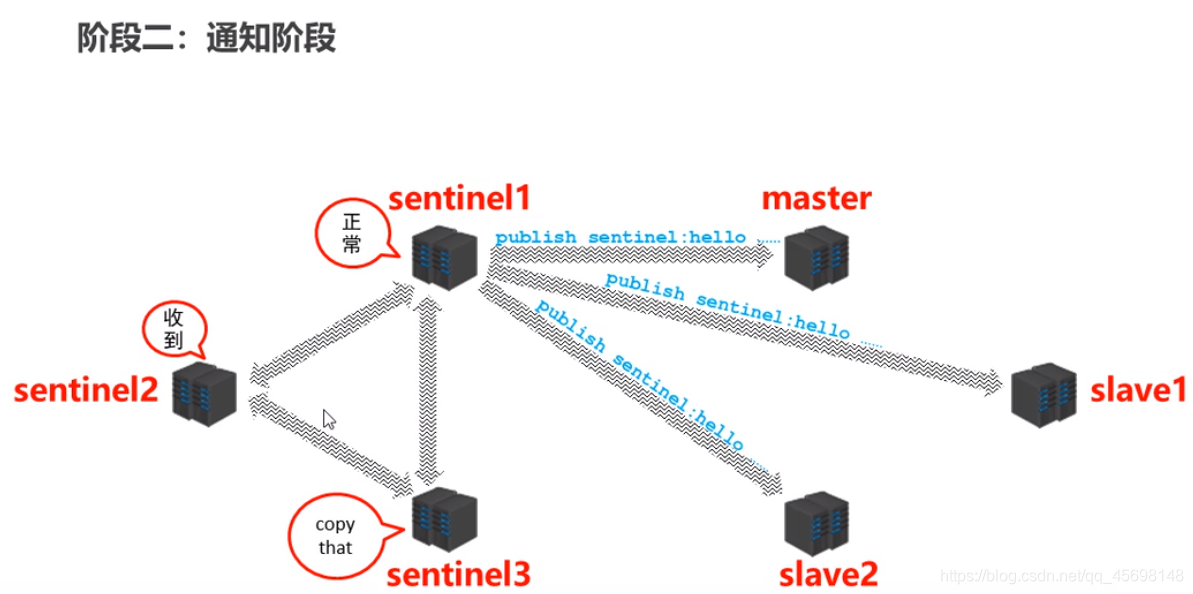 阶段二：通知阶段
sentinel1
master
正
常
publish sentinel:hello ......
publish sentinel:hello ......
publish sentinel:hello ......
收
到
sentinel2
slave1
copy
that
sentinel3
slave2
https://blog.csdn.net/qq_45698148